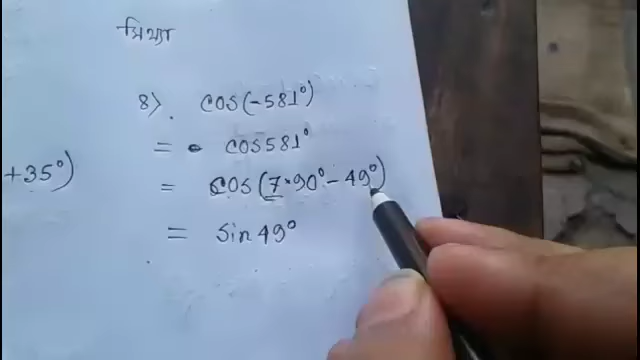 মিথ্যা
8>. cos(-581°)
= cos581°
+35°)
= cos(7×90°-49°)
= sin49°